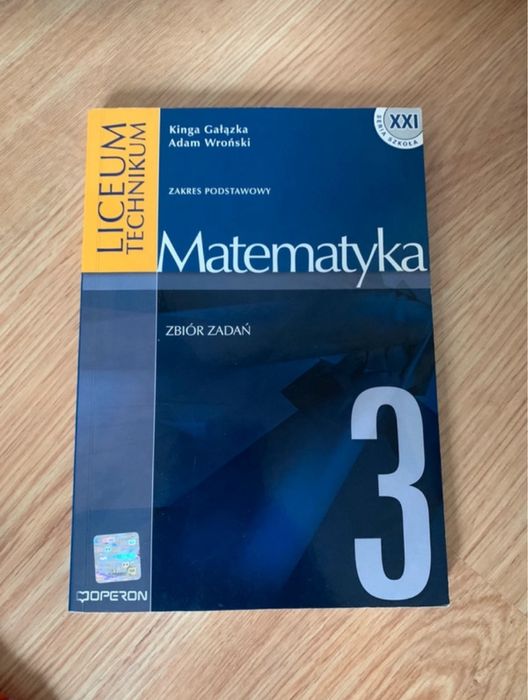 Kinga Gałązka
Adam Wroński
XXI
SERIA SZKOŁA
LICEUM
TECHNIKUM
ZAKRES PODSTAWOWY
Matematyka
ZBIÓR ZADAŃ
3
OPERON